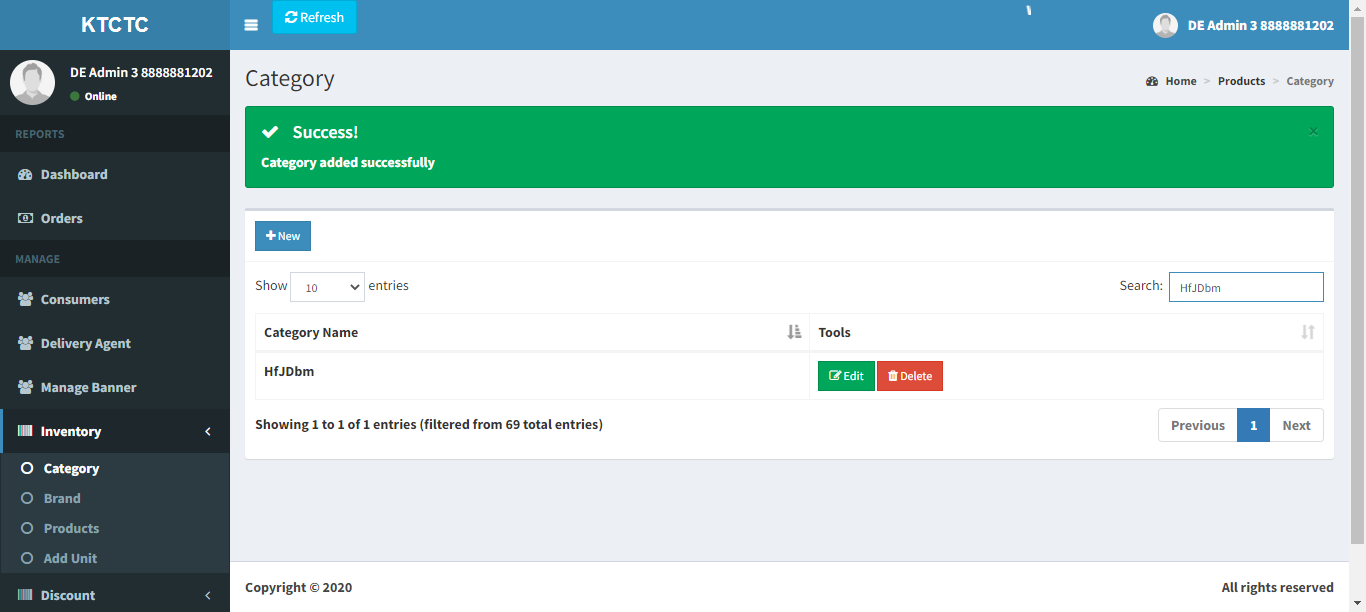 KTCTC
Refresh
DE Admin 3 8888881202
DE Admin 3 8888881202
Online
REPORTS
Dashboard
Orders
MANAGE
Consumers
Delivery Agent
Manage Banner
Inventory
Category
Brand
Products
Add Unit
Discount
Category
Home > Products > Category
Success!
×
Category added successfully
New
Show 10 entries
Search: HfJDbm
Category Name Tools
HfJDbm Edit Delete
Showing 1 to 1 of 1 entries (filtered from 69 total entries)
Previous 1 Next
Copyright © 2020
All rights reserved